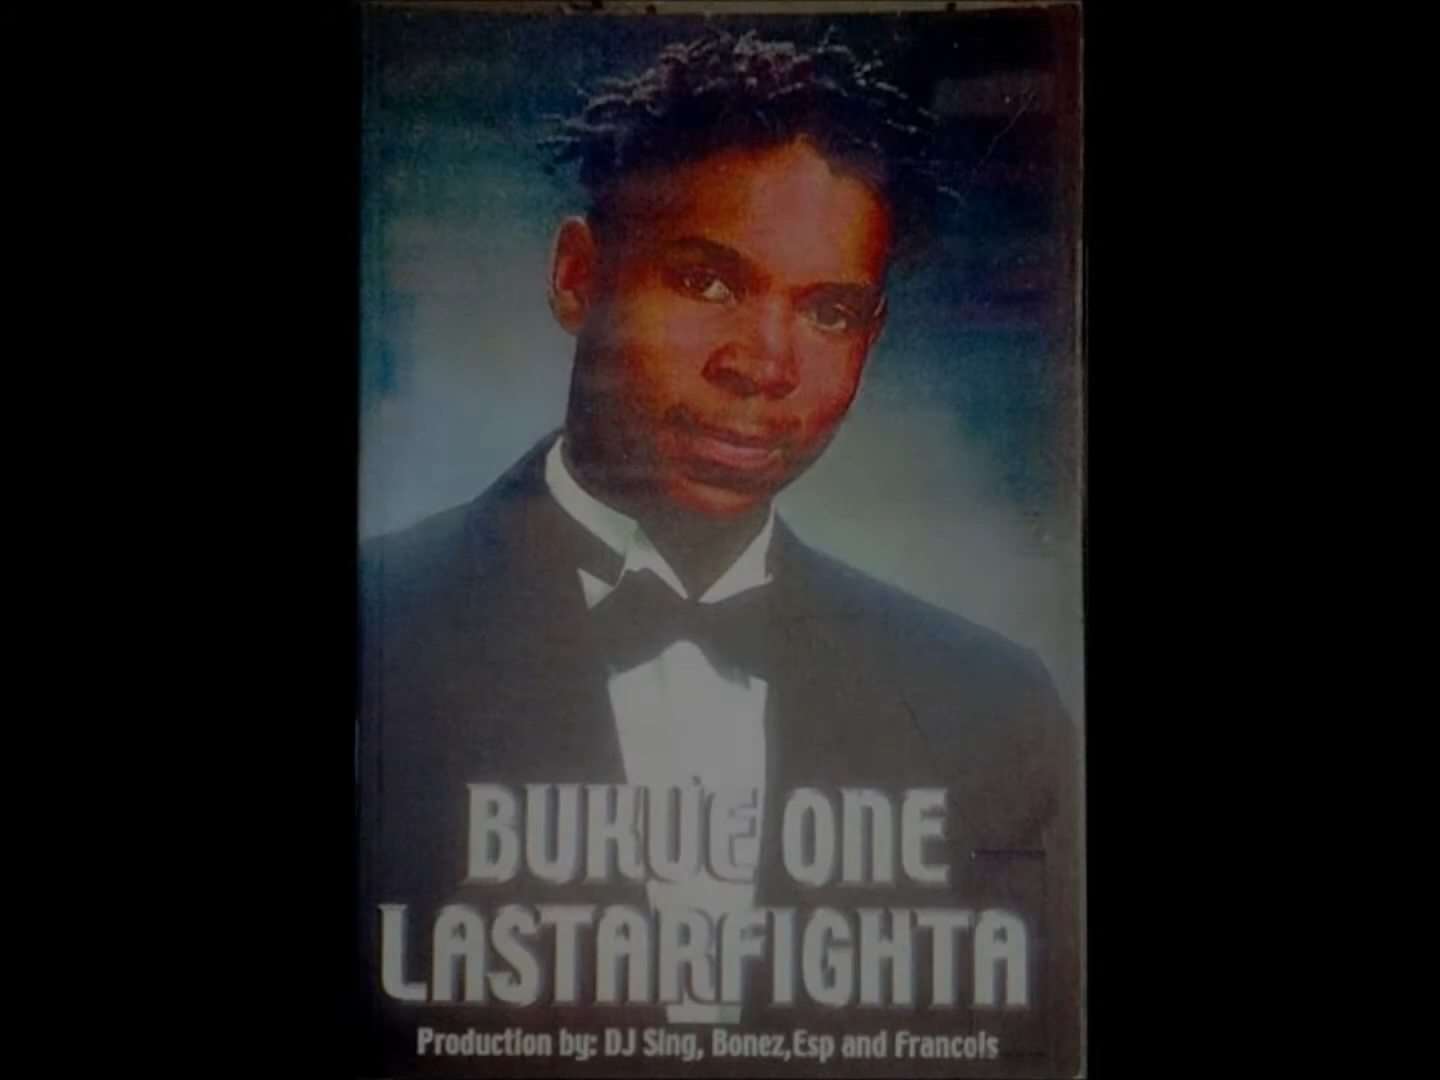 BUKUE ONE
LASTARFIGHTA
Production by: DJ Sing, Bonez,Esp and Francois